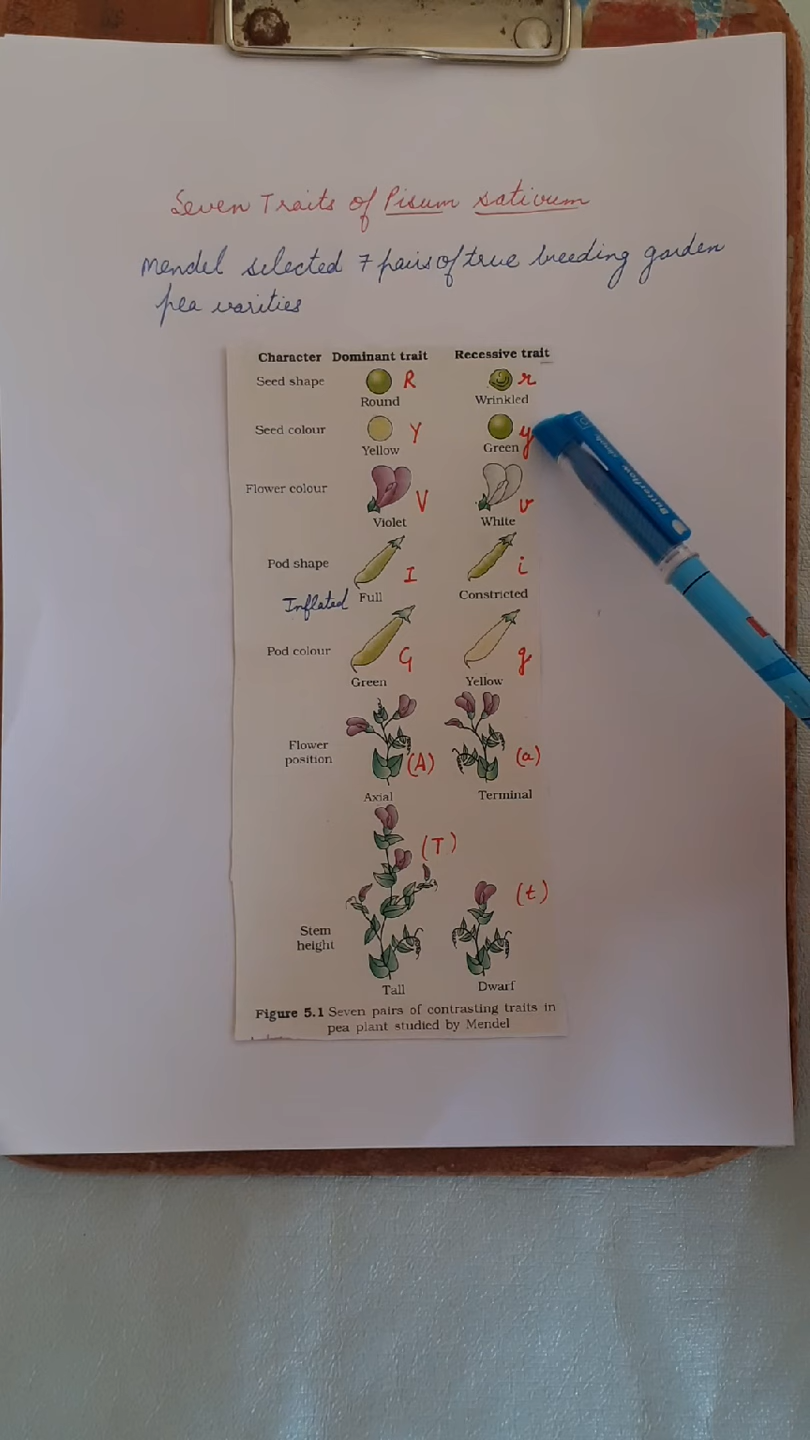 Seven Traits of Pisum sativum
Mendel selected 7 pairs of true breeding garden
pea varities
Character Dominant trait Recessive trait
Seed shape R r
Round Wrinkled
Seed colour Y y
Yellow Green
Flower colour V v
Violet White
Pod shape I i
Inflated Full Constricted
Pod colour G g
Green Yellow
Flower
position (A) (a)
Axial Terminal
(T)
(t)
Stem
height
Tall Dwarf
Figure 5.1 Seven pairs of contrasting traits in
pea plant studied by Mendel
Butterflow